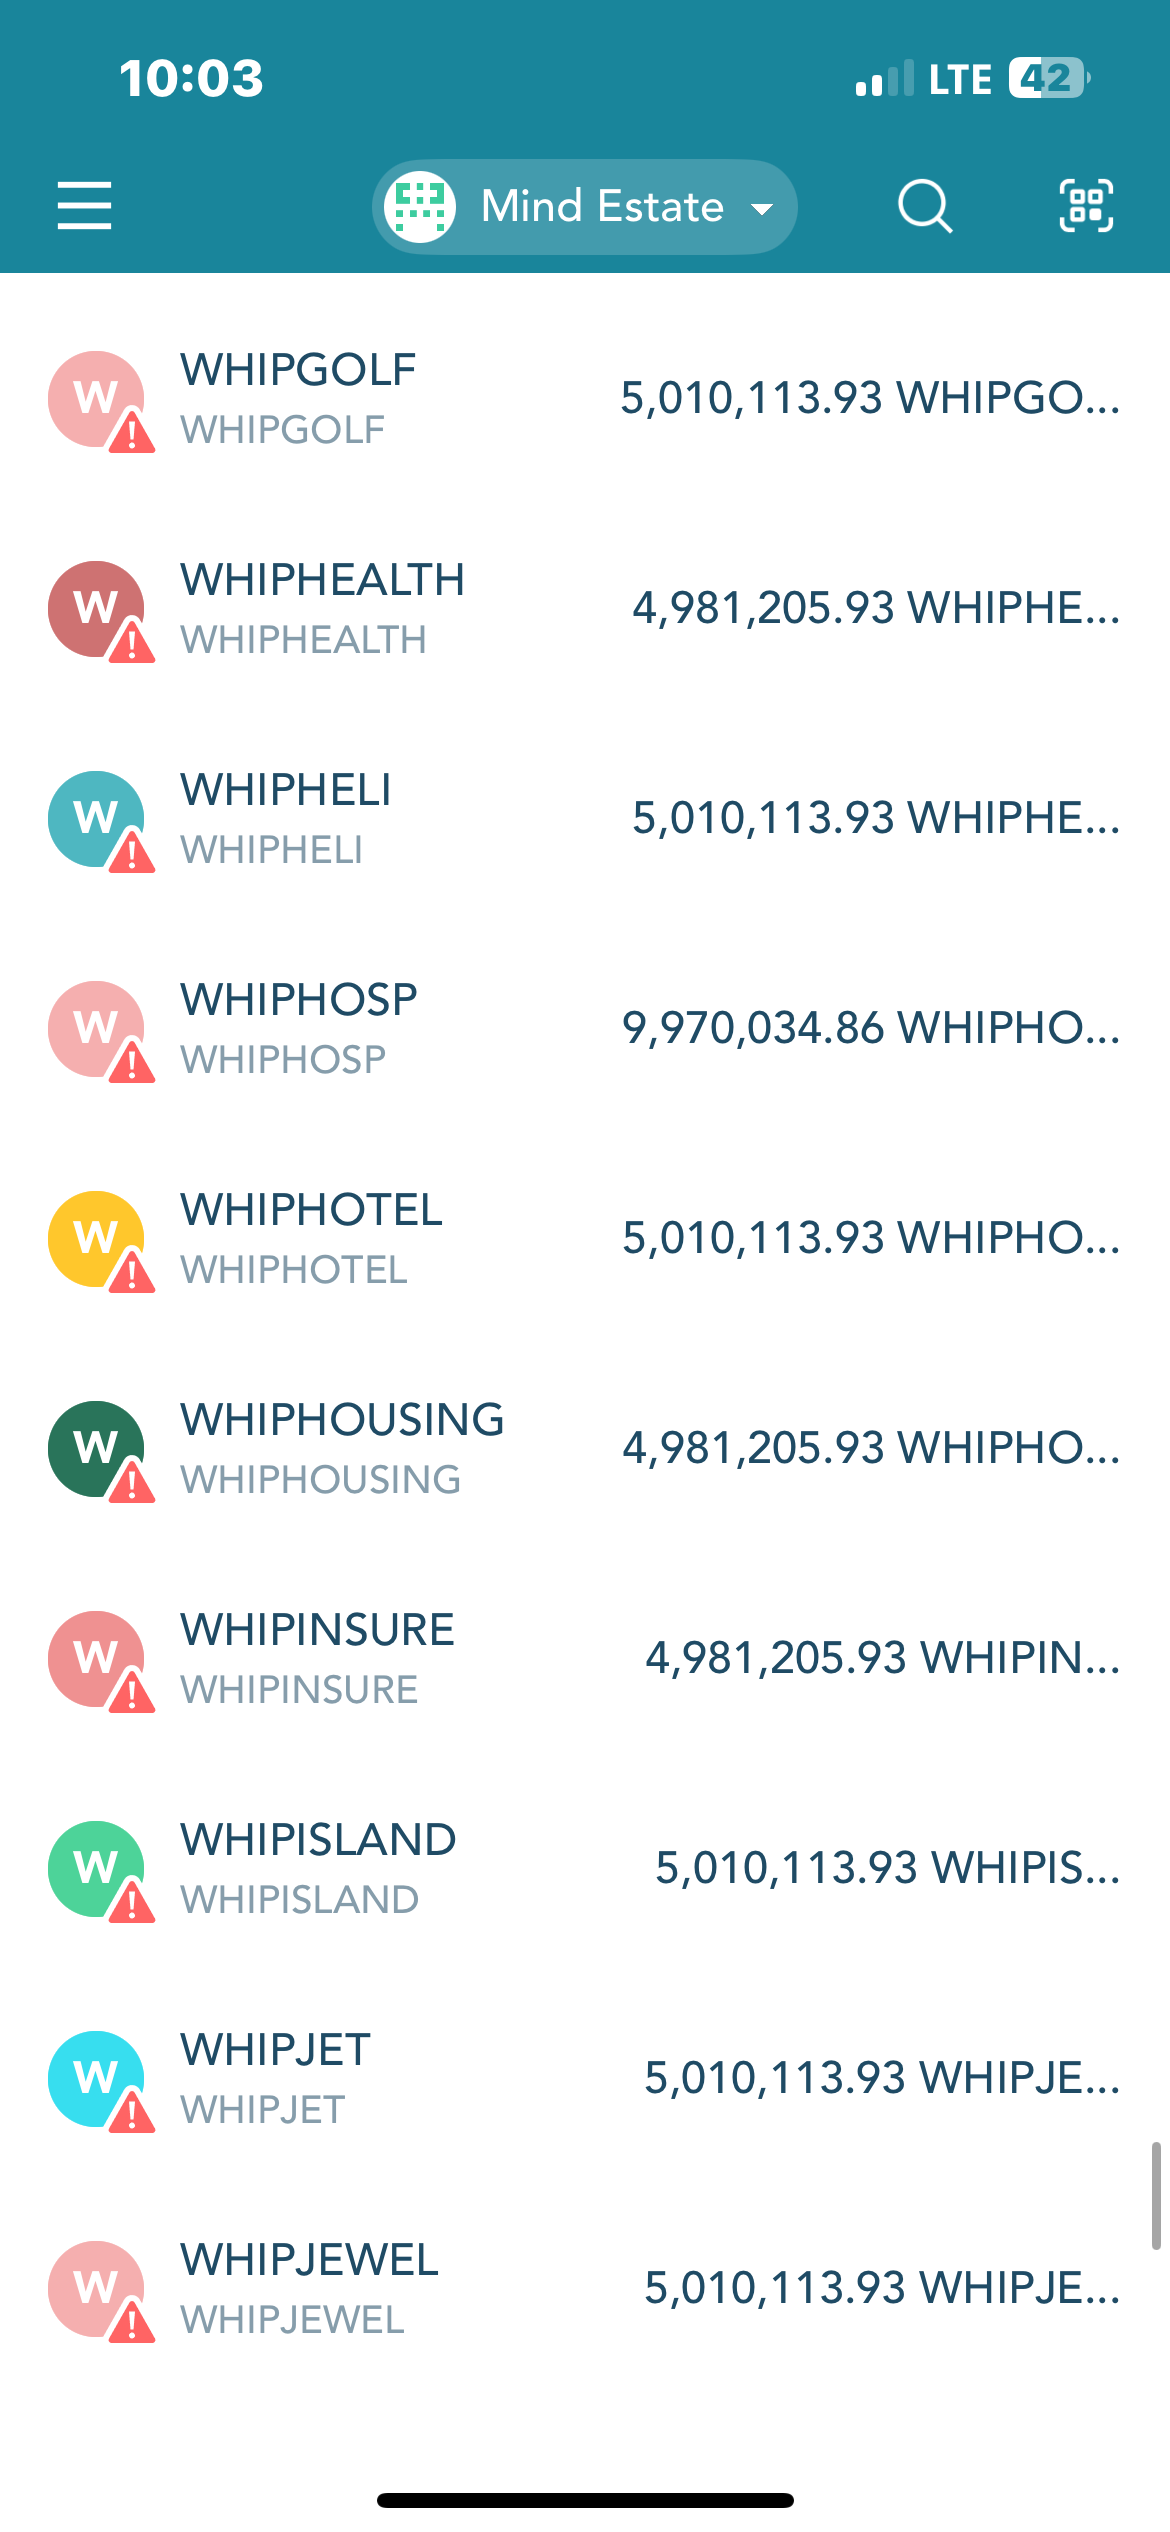 10:03
LTE 42
Mind Estate
W
WHIPGOLF
WHIPGOLF
5,010,113.93 WHIPGO...
W
WHIPHEALTH
WHIPHEALTH
4,981,205.93 WHIPHE...
W
WHIPHELI
WHIPHELI
5,010,113.93 WHIPHE...
W
WHIPHOSP
WHIPHOSP
9,970,034.86 WHIPHO...
W
WHIPHOTEL
WHIPHOTEL
5,010,113.93 WHIPHO...
W
WHIPHOUSING
WHIPHOUSING
4,981,205.93 WHIPHO...
W
WHIPINSURE
WHIPINSURE
4,981,205.93 WHIPIN...
W
WHIPISLAND
WHIPISLAND
5,010,113.93 WHIPIS...
W
WHIPJET
WHIPJET
5,010,113.93 WHIPJE...
W
WHIPJEWEL
WHIPJEWEL
5,010,113.93 WHIPJE...